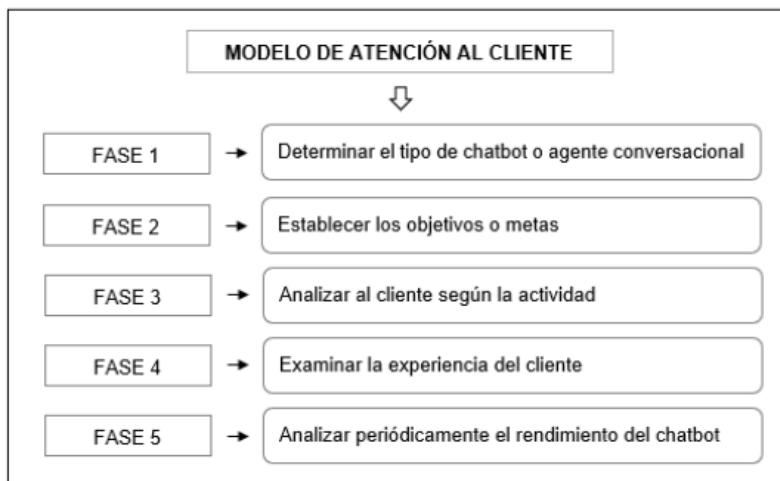 MODELO DE ATENCIÓN AL CLIENTE
FASE 1
Determinar el tipo de chatbot o agente conversacional
FASE 2
Establecer los objetivos o metas
FASE 3
Analizar al cliente según la actividad
FASE 4
Examinar la experiencia del cliente
FASE 5
Analizar periódicamente el rendimiento del chatbot